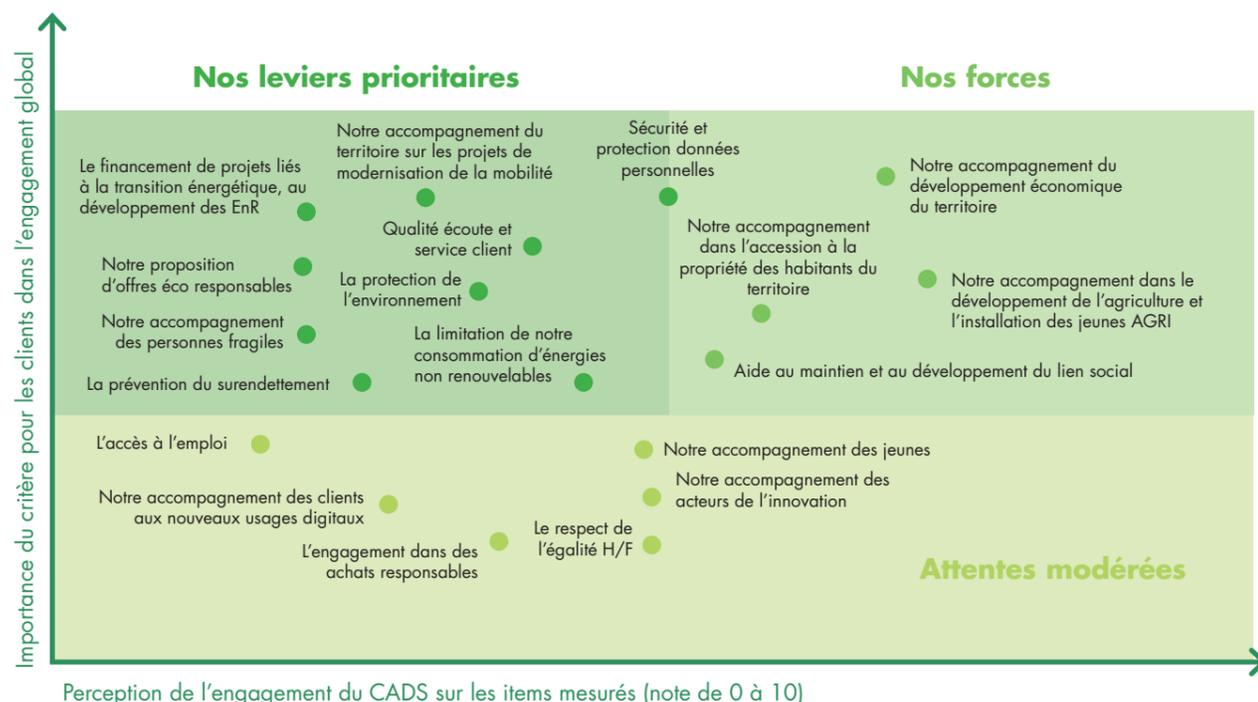 Importance du critère pour les clients dans l'engagement global
Nos leviers prioritaires
Nos forces
Le financement de projets liés
à la transition énergétique, au
développement des EnR
Notre accompagnement du
territoire sur les projets de
modernisation de la mobilité
Sécurité et
protection données
personnelles
Notre accompagnement du
développement économique
du territoire
Qualité écoute et
service client
Notre accompagnement
dans l'accession à la
propriété des habitants du
territoire
Notre proposition
d'offres éco responsables
La protection de
l'environnement
Notre accompagnement dans le
développement de l'agriculture et
l'installation des jeunes AGRI
Notre accompagnement
des personnes fragiles
La limitation de notre
consommation d'énergies
non renouvelables
La prévention du surendettement
Aide au maintien et au développement du lien social
L'accès à l'emploi
Notre accompagnement des jeunes
Notre accompagnement des clients
aux nouveaux usages digitaux
Notre accompagnement des
acteurs de l'innovation
L'engagement dans des
achats responsables
Le respect de
l'égalité H/F
Attentes modérées
Perception de l'engagement du CADS sur les items mesurés (note de 0 à 10)